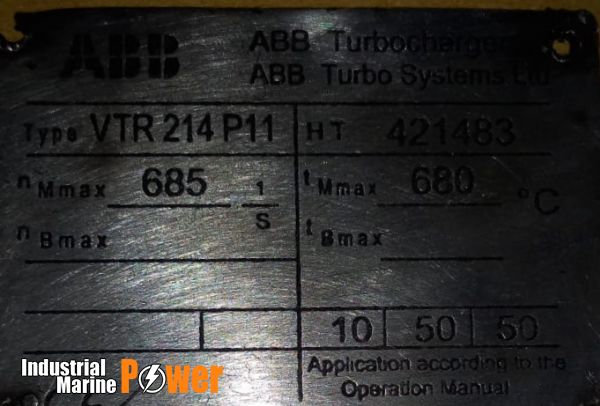 ABB ABB Turbocharger
ABB Turbo Systems Ltd
Type VTR 214 P11 HT 421483
n Mmax 685 1/S t Mmax 680 °C
n Bmax t Bmax
10 50 50
Application according to the
Operation Manual
Industrial
Marine Power